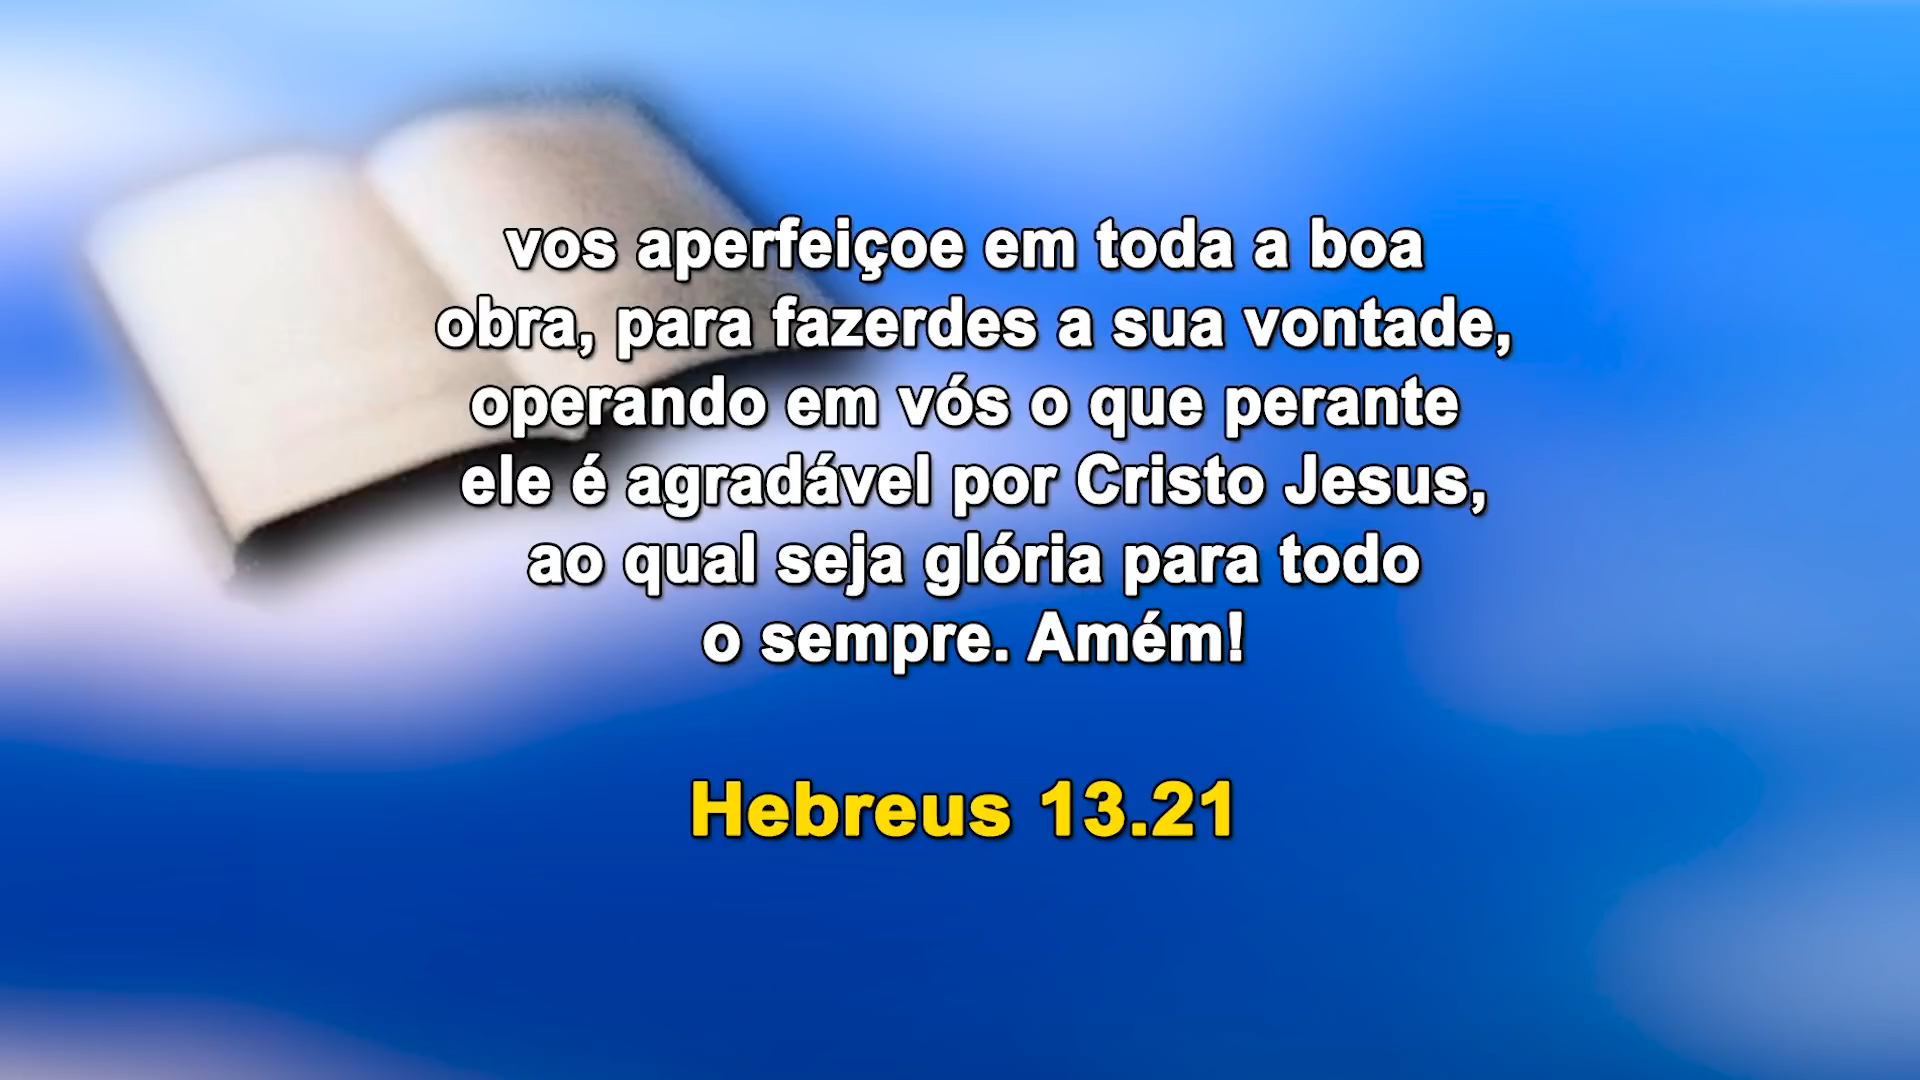 vos aperfeiçoe em toda a boa
obra, para fazerdes a sua vontade,
operando em vós o que perante
ele é agradável por Cristo Jesus,
ao qual seja glória para todo
o sempre. Amém!
Hebreus 13.21